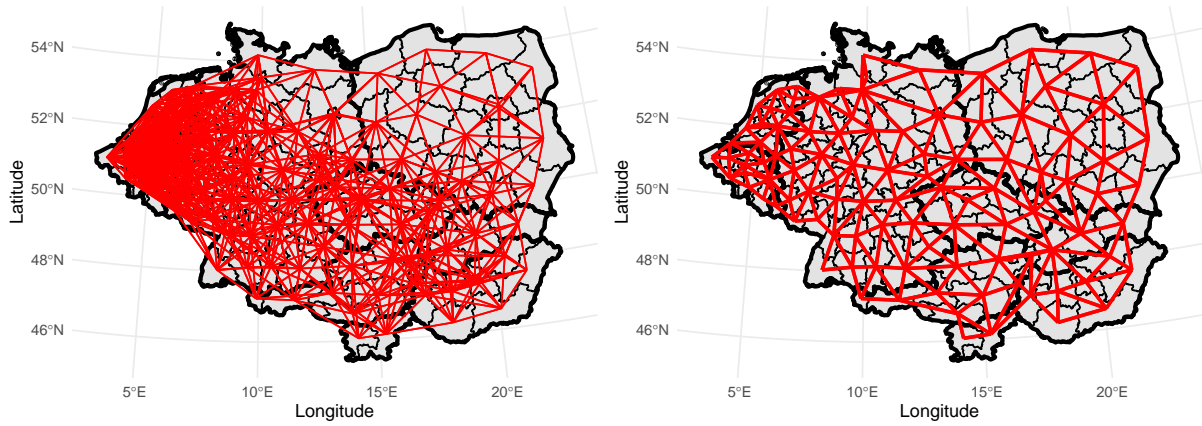 54°N
52°N
50°N
48°N
46°N
Latitude
5°E
10°E
15°E
20°E
Longitude
54°N
52°N
50°N
48°N
46°N
Latitude
5°E
10°E
15°E
20°E
Longitude